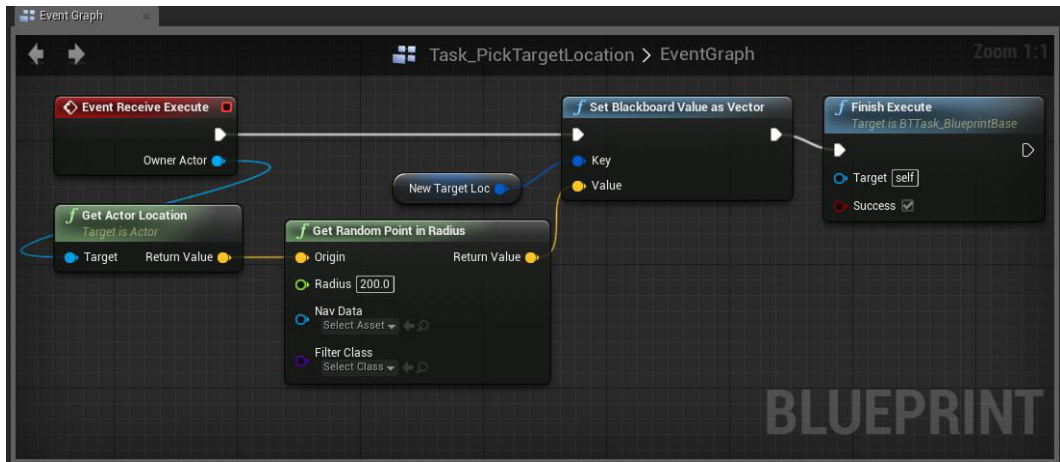 Event Graph
Task_PickTargetLocation > EventGraph
Zoom 1:1
Event Receive Execute
Owner Actor
Get Actor Location
Target is Actor
Target
Return Value
New Target Loc
f Get Random Point in Radius
Origin
Return Value
Radius 200.0
Nav Data
Select Asset
Filter Class
Select Class
f Set Blackboard Value as Vector
Key
Value
f Finish Execute
Target is BTTask_BlueprintBase
Target self
Success
BLUEPRINT